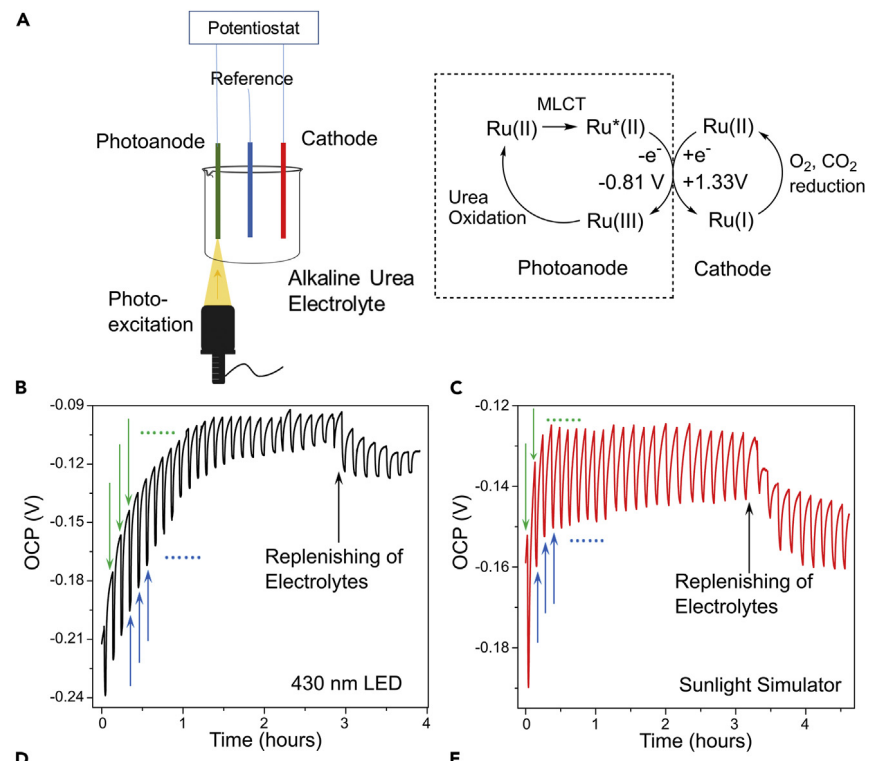 A
Potentiostat
Reference
Photoanode
Cathode
Photo-
excitation
Alkaline Urea
Electrolyte
MLCT
Ru(II)
Ru*(II)
Ru(II)
-e-
+e-
-0.81 V
+1.33V
O2, CO2
reduction
Urea
Oxidation
Ru(III)
Ru(I)
Photoanode
Cathode
B
-0.09
-0.12
-0.15
-0.18
-0.21
-0.24
OCP (V)
Replenishing of
Electrolytes
430 nm LED
0
1
2
3
4
Time (hours)
C
-0.12
-0.14
-0.16
-0.18
OCP (V)
Replenishing of
Electrolytes
Sunlight Simulator
0
1
2
3
4
Time (hours)